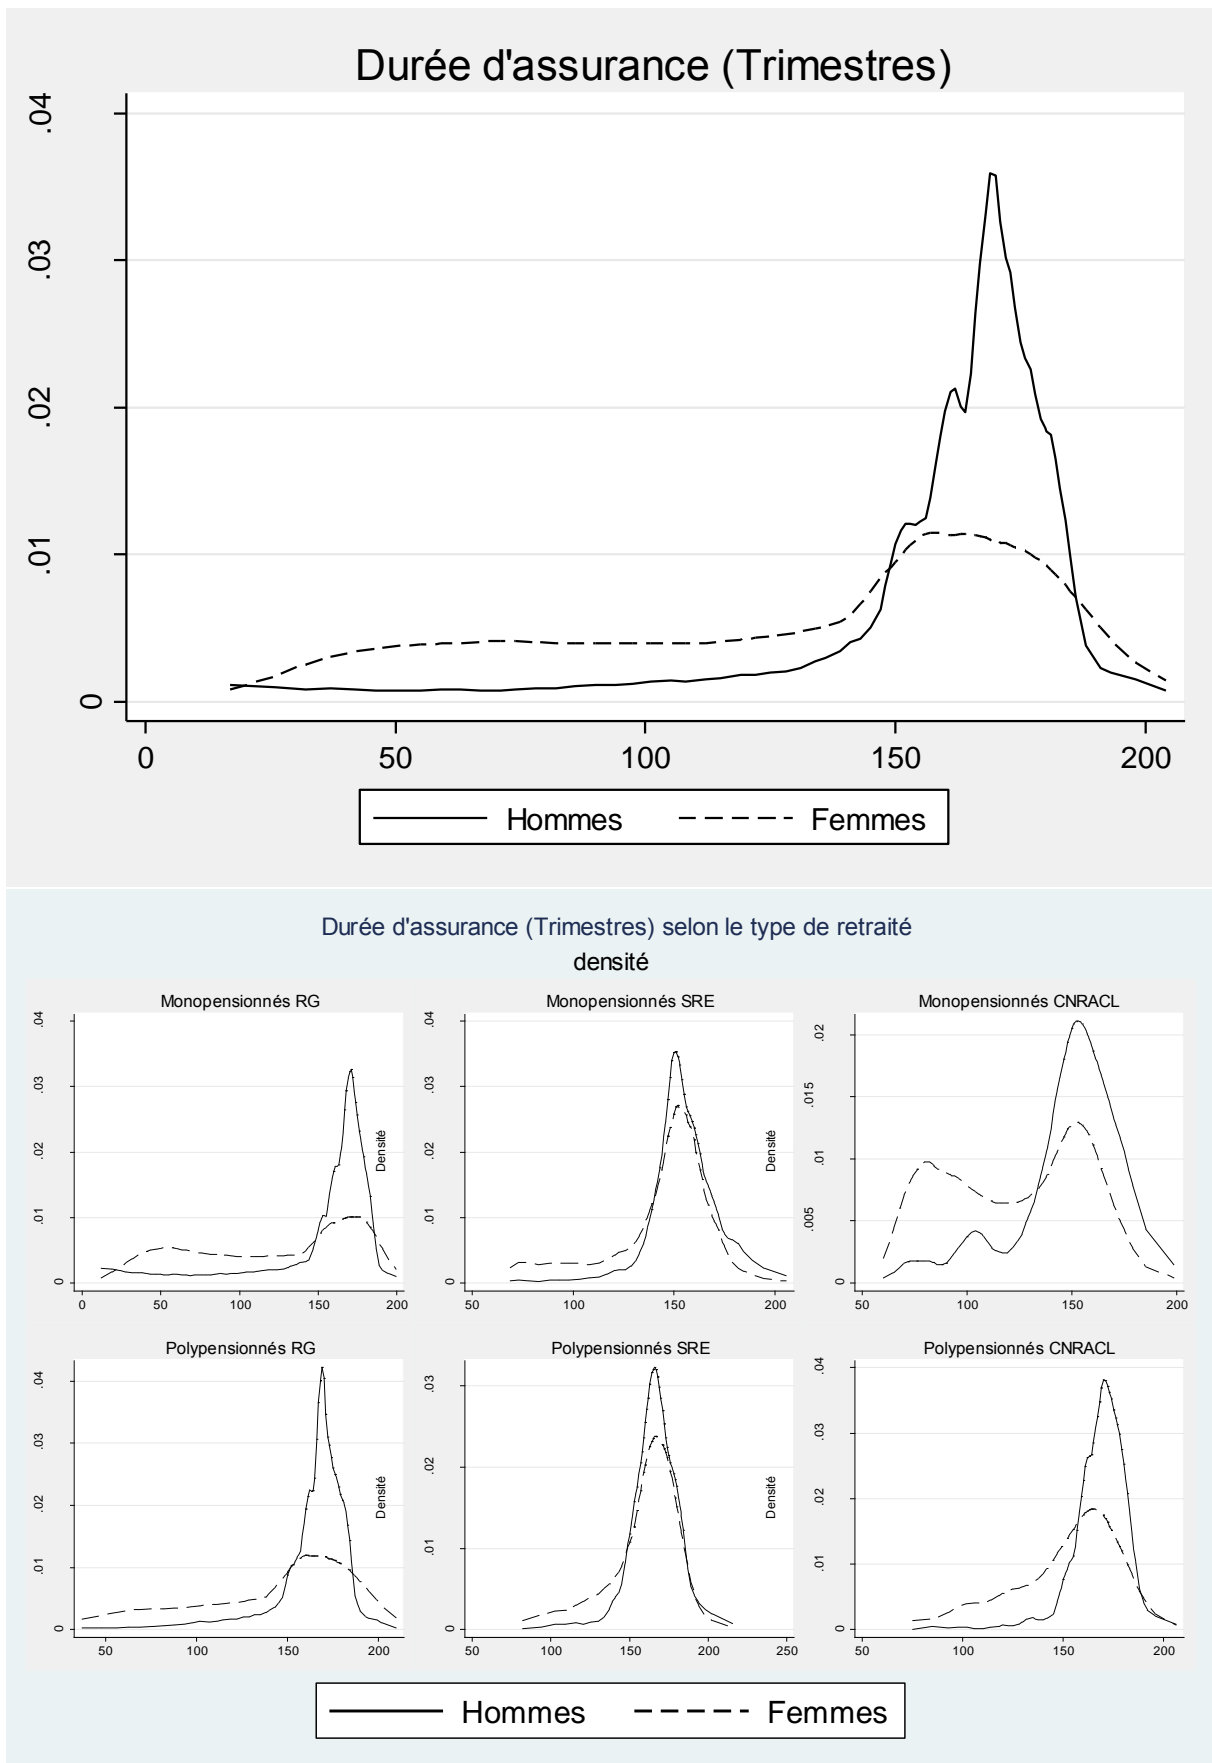 Durée d'assurance (Trimestres)
.04
.03
.02
.01
0
0 50 100 150 200
Hommes Femmes
Durée d'assurance (Trimestres) selon le type de retraité
densité
Monopensionnés RG Monopensionnés SRE Monopensionnés CNRACL
.04 .04 .02
.03 .03 .015
.02 Densité .02 Densité .01
.01 .01 .005
0 0 0
0 50 100 150 200 50 100 150 200 50 100 150 200
Polypensionnés RG Polypensionnés SRE Polypensionnés CNRACL
.04 .03 .04
.03 .02 .03
.02 Densité .01 Densité .02
.01 0 .01
0 0
50 100 150 200 50 100 150 200 250 50 100 150 200
Hommes Femmes